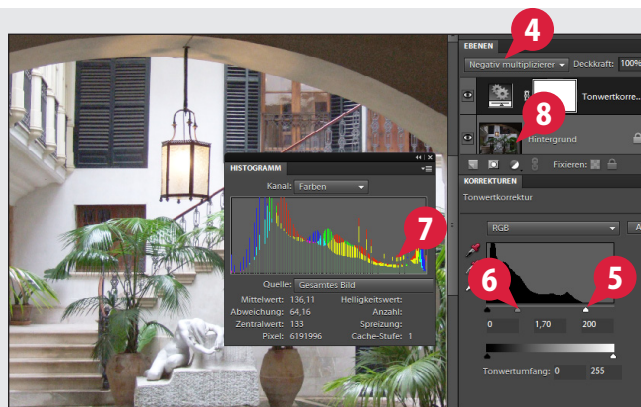 EBENEN
4
Negativ multiplizierer Deckkraft: 100%
Tonwertkorre...
8
Hintergrund
Fixieren:
KORREKTUREN
Tonwertkorrektur
RGB
6
5
0 1,70 200
Tonwertumfang: 0 255
HISTOGRAMM
Kanal: Farben
7
Quelle: Gesamtes Bild
Mittelwert: 136,11 Helligkeitswert:
Abweichung: 64,16 Anzahl:
Zentralwert: 133 Spreizung:
Pixel: 6191996 Cache-Stufe: 1